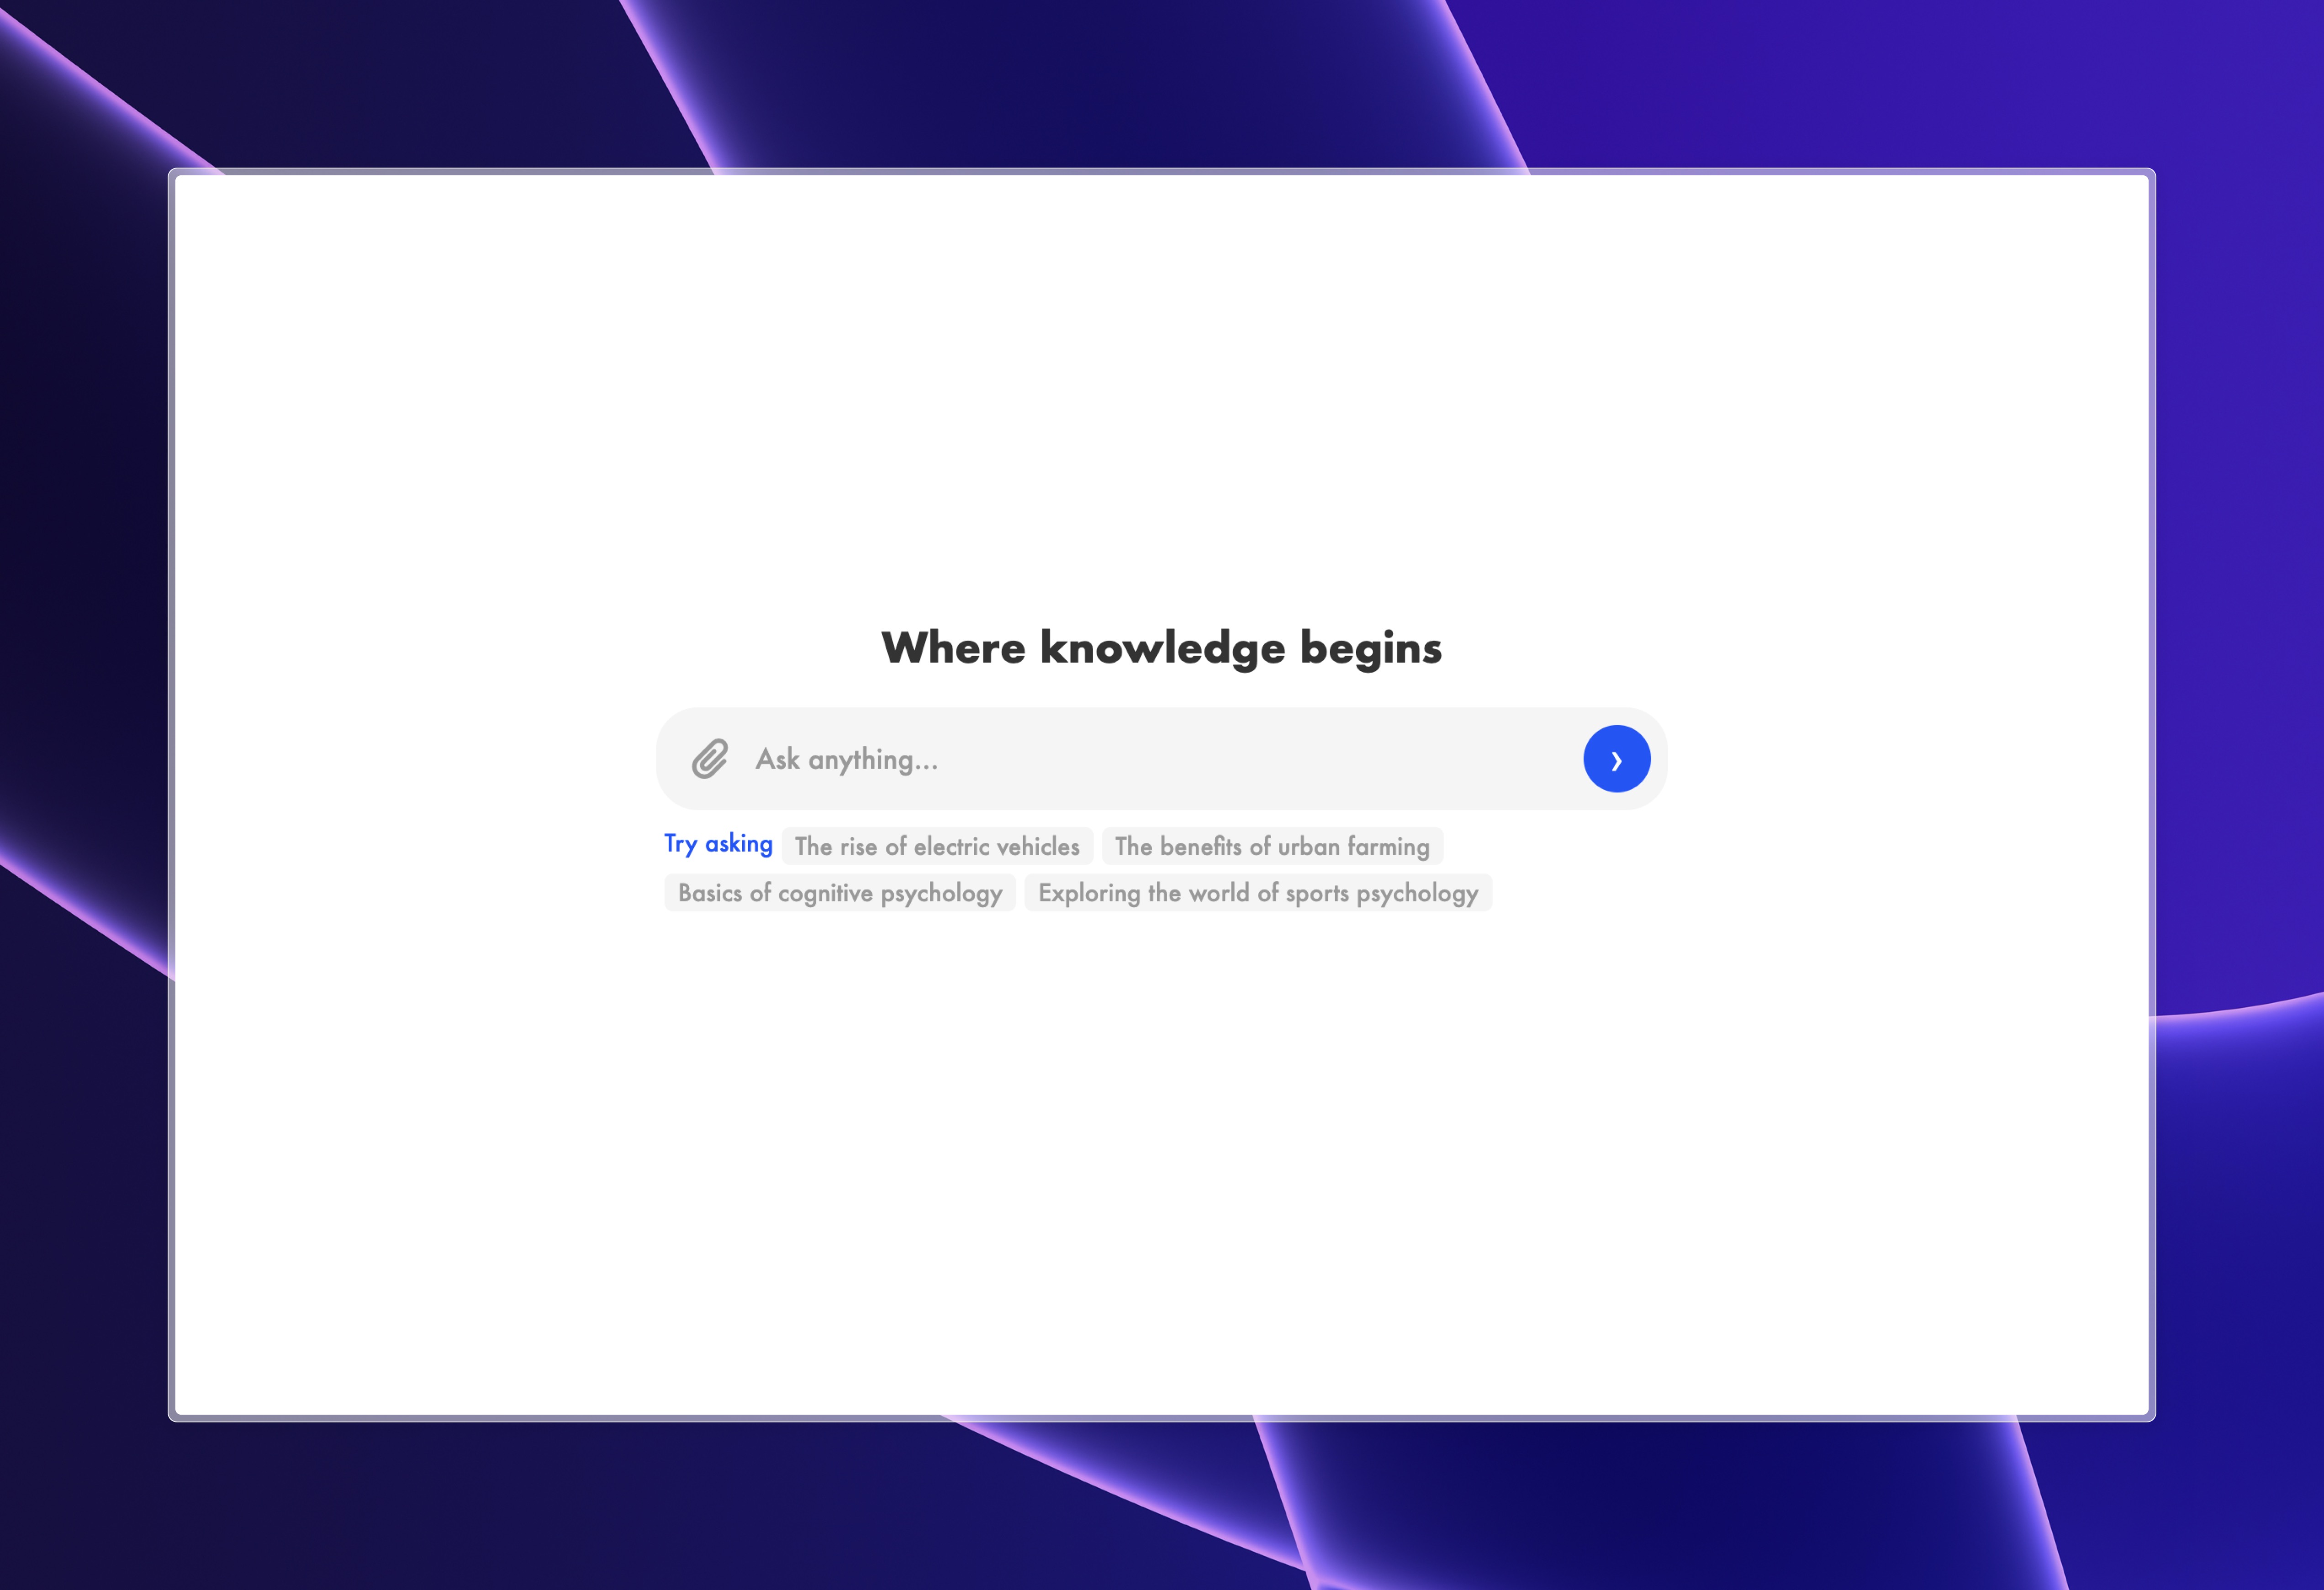 Where knowledge begins
Ask anything...
Try asking The rise of electric vehicles The benefits of urban farming
Basics of cognitive psychology Exploring the world of sports psychology